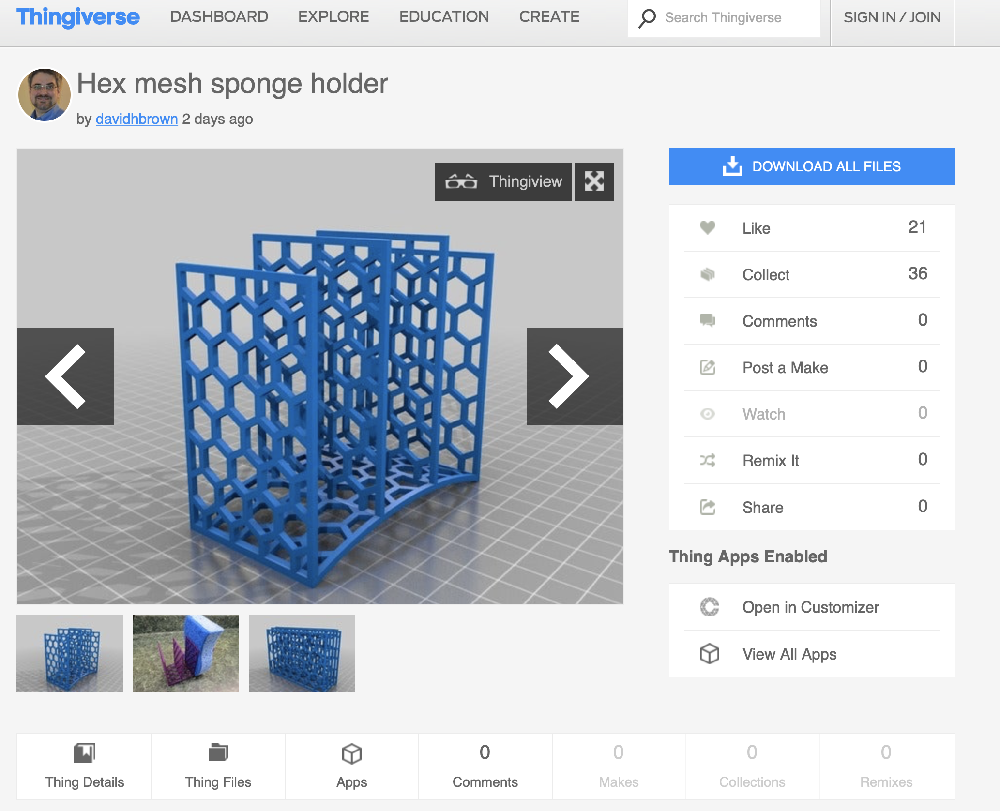 Thingiverse
DASHBOARD
EXPLORE
EDUCATION
CREATE
Search Thingiverse
SIGN IN / JOIN
Hex mesh sponge holder
by davidhbrown 2 days ago
Thingiview
DOWNLOAD ALL FILES
Like 21
Collect 36
Comments 0
Post a Make 0
Watch 0
Remix It 0
Share 0
Thing Apps Enabled
Open in Customizer
View All Apps
Thing Details
Thing Files
Apps
0
Comments
0
Makes
0
Collections
0
Remixes